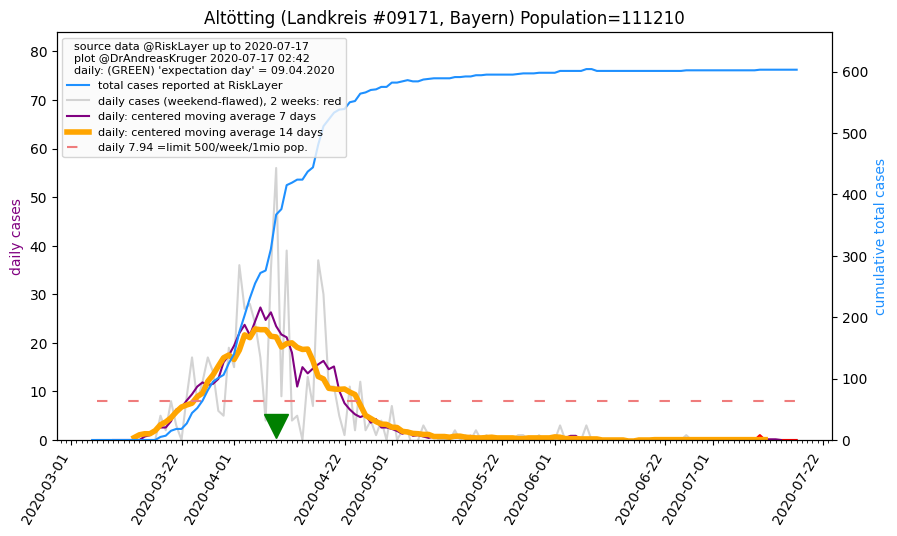 Altötting (Landkreis #09171, Bayern) Population=111210
source data @RiskLayer up to 2020-07-17
plot @DrAndreasKruger 2020-07-17 02:42
daily: (GREEN) 'expectation day' = 09.04.2020
total cases reported at RiskLayer
daily cases (weekend-flawed), 2 weeks: red
daily: centered moving average 7 days
daily: centered moving average 14 days
daily 7.94 =limit 500/week/1mio pop.
daily cases
80
70
60
50
40
30
20
10
0
cumulative total cases
600
500
400
300
200
100
0
2020-03-01
2020-03-22
2020-04-01
2020-04-22
2020-05-01
2020-05-22
2020-06-01
2020-06-22
2020-07-01
2020-07-22